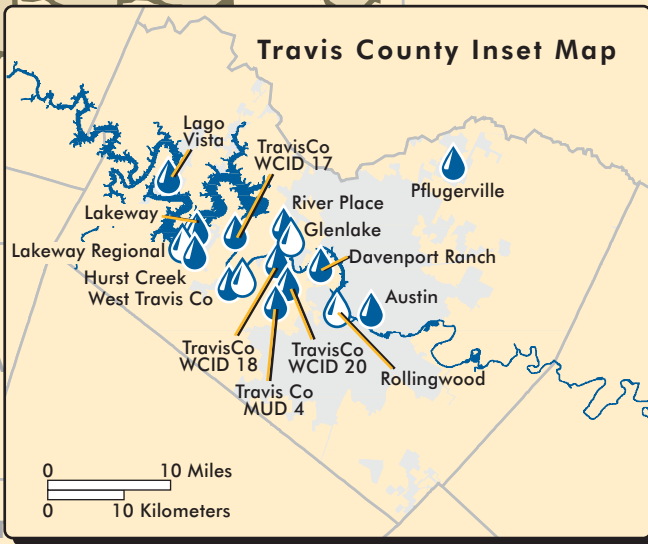 Travis County Inset Map
Lago
Vista
TravisCo
WCID 17
Pflugerville
Lakeway
River Place
Glenlake
Lakeway Regional
Davenport Ranch
Hurst Creek
West Travis Co
Austin
TravisCo
WCID 18
TravisCo
WCID 20
Rollingwood
Travis Co
MUD 4
0 10 Miles
0 10 Kilometers